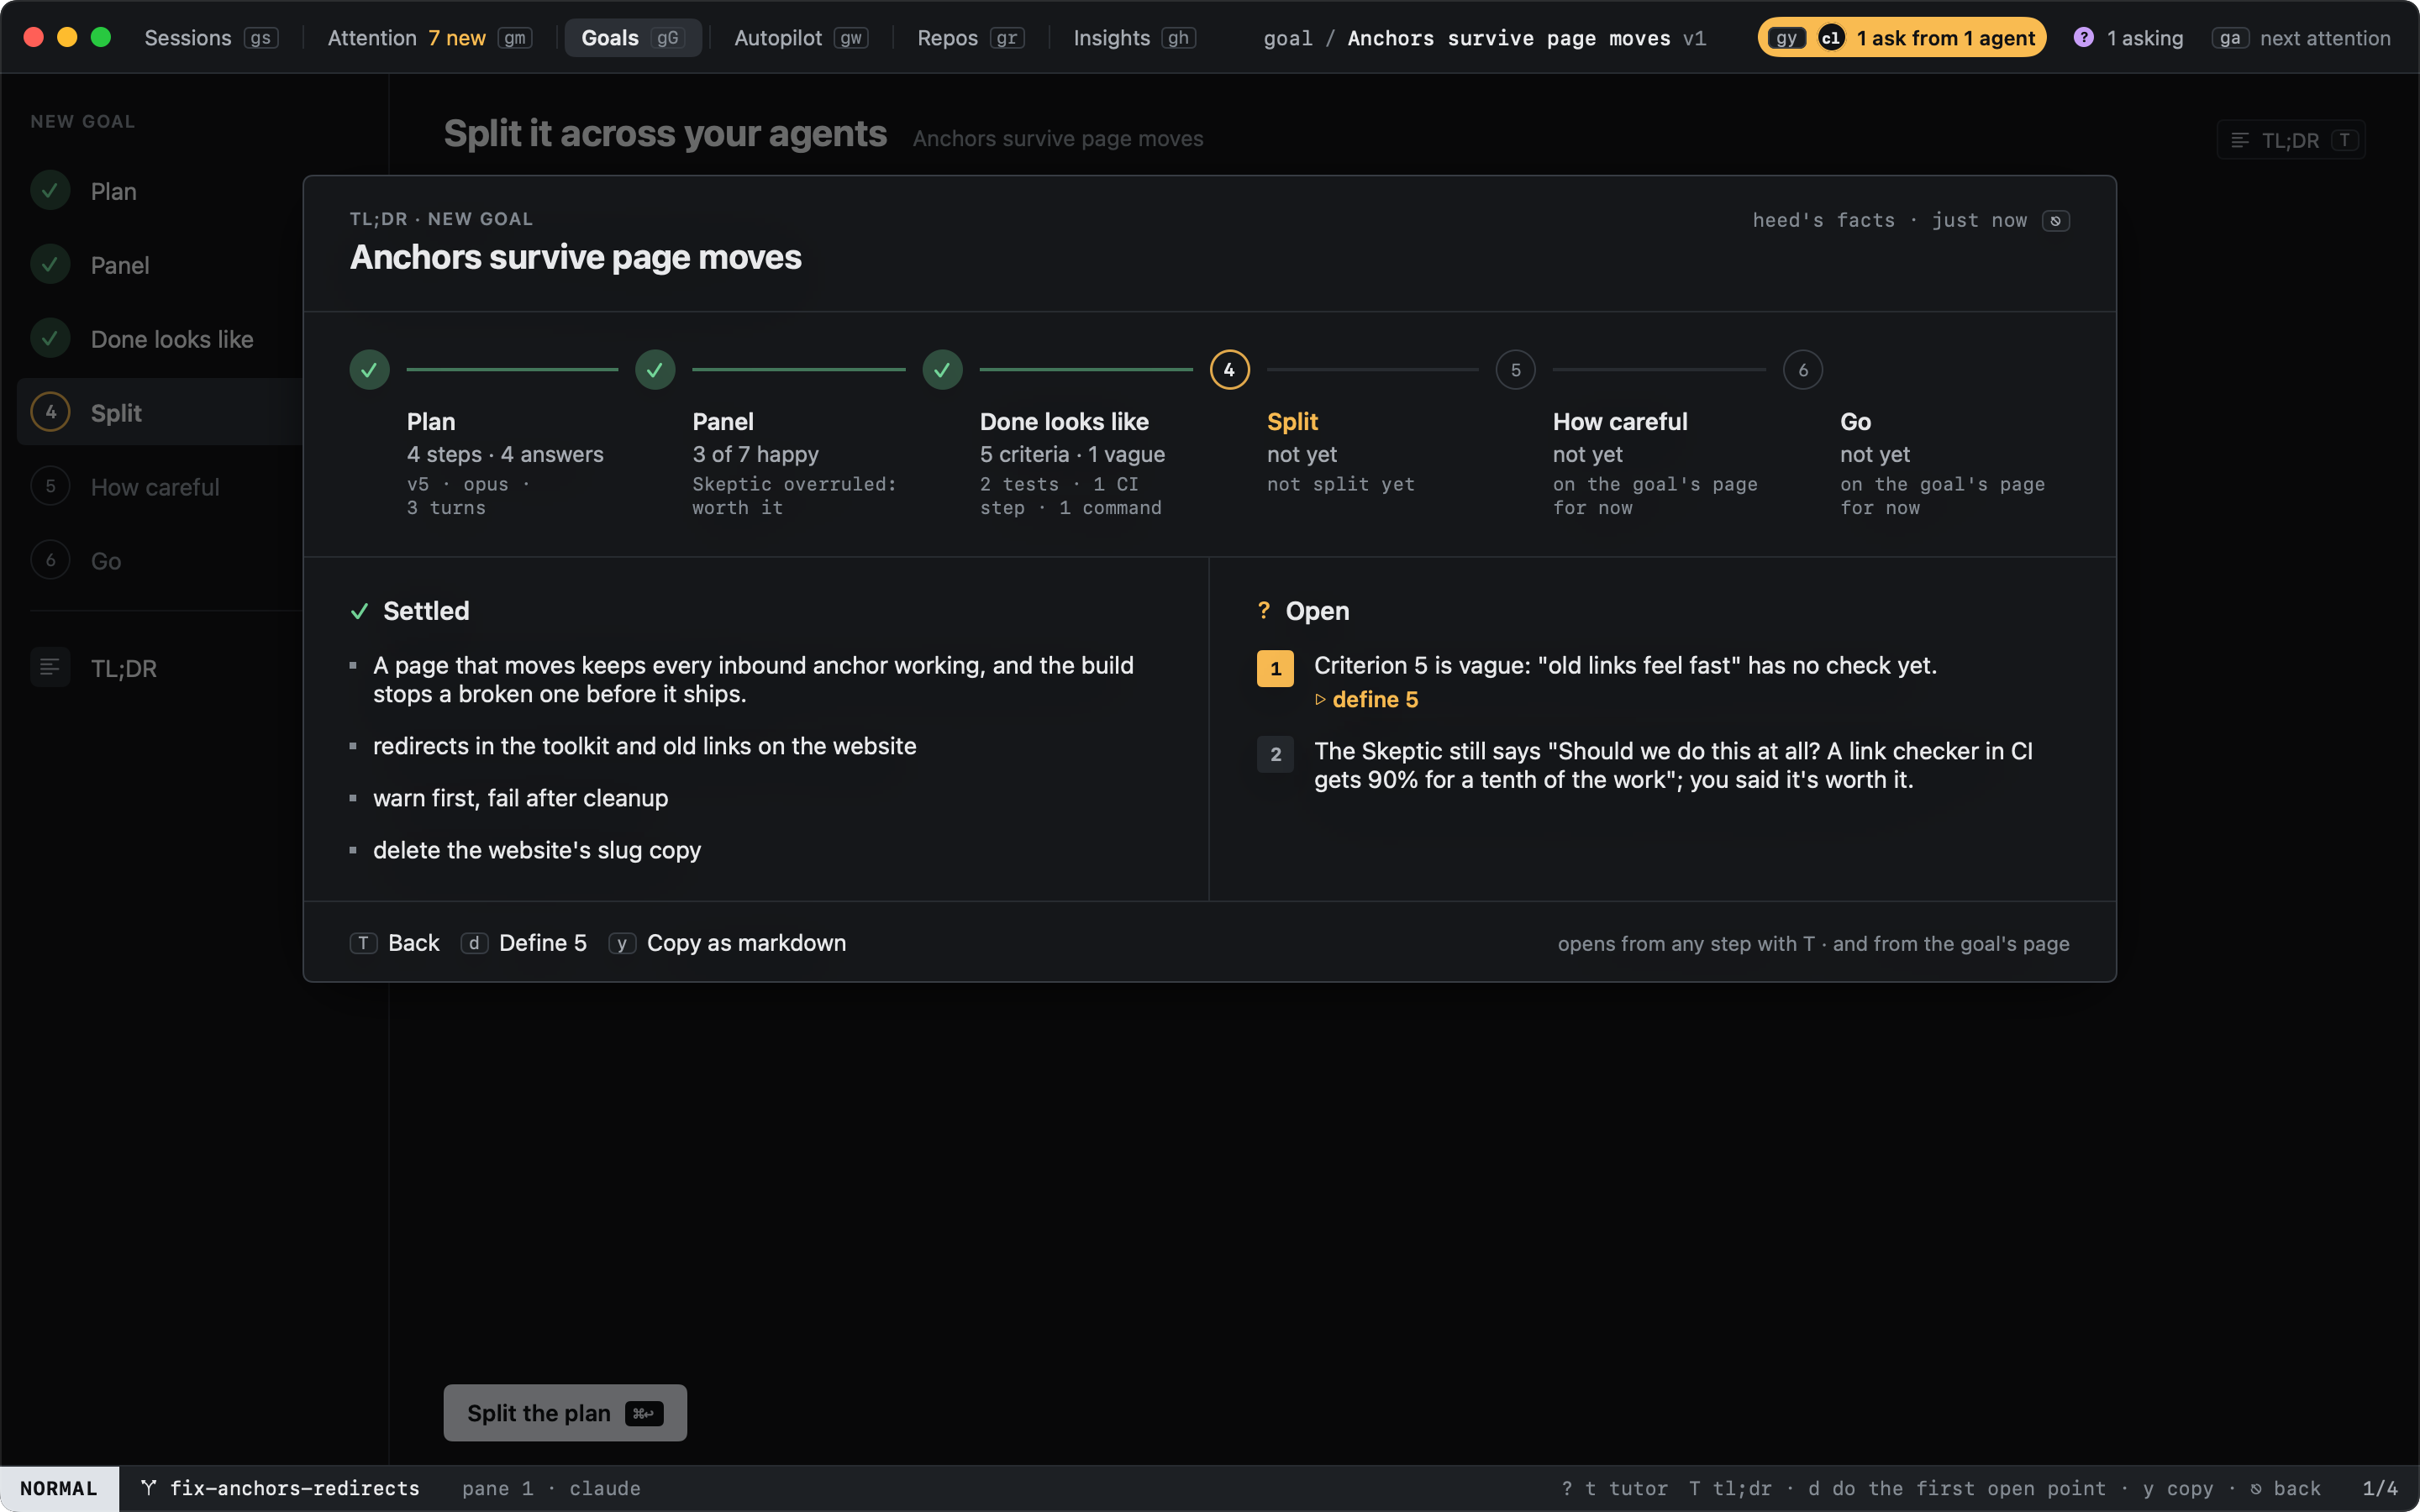 Sessions gs Attention 7 new gm Goals gG Autopilot gw Repos gr Insights gh goal / Anchors survive page moves v1 gy cl 1 ask from 1 agent ? 1 asking ga next attention
NEW GOAL
Plan
Panel
Done looks like
4 Split
5 How careful
6 Go
TL;DR
Split it across your agents Anchors survive page moves
TL;DR T
TL;DR · NEW GOAL
heed's facts · just now ⎋
Anchors survive page moves
4 5 6
Plan
4 steps · 4 answers
v5 · opus ·
3 turns
Panel
3 of 7 happy
Skeptic overruled:
worth it
Done looks like
5 criteria · 1 vague
2 tests · 1 CI
step · 1 command
Split
not yet
not split yet
How careful
not yet
on the goal's page
for now
Go
not yet
on the goal's page
for now
Settled
A page that moves keeps every inbound anchor working, and the build
stops a broken one before it ships.
redirects in the toolkit and old links on the website
warn first, fail after cleanup
delete the website's slug copy
? Open
1 Criterion 5 is vague: "old links feel fast" has no check yet.
▷ define 5
2 The Skeptic still says "Should we do this at all? A link checker in CI
gets 90% for a tenth of the work"; you said it's worth it.
T Back d Define 5 y Copy as markdown
opens from any step with T · and from the goal's page
Split the plan ⌘↩
NORMAL fix-anchors-redirects pane 1 · claude ? t tutor T tl;dr · d do the first open point · y copy · ⎋ back 1/4